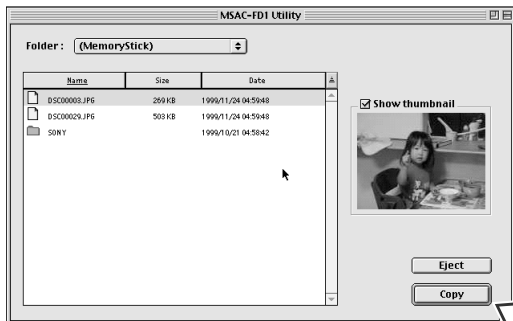 MSAC-FD1 Utility
Folder : (MemoryStick)
Name Size Date
DSC00003.JPG 269 KB 1999/11/24 04:59:48
DSC00029.JPG 503 KB 1999/11/24 04:59:48
SONY 1999/10/21 04:58:42
Show thumbnail
Eject
Copy